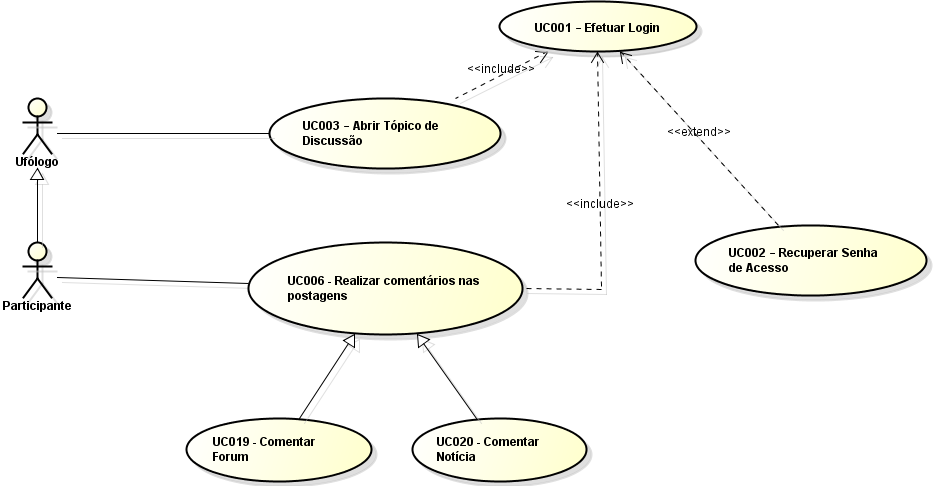 UC001 – Efetuar Login
<<include>>
UC003 – Abrir Tópico de
Discussão
<<extend>>
Ufólogo
<<include>>
UC002 – Recuperar Senha
de Acesso
UC006 - Realizar comentários nas
postagens
Participante
UC019 - Comentar
Forum
UC020 - Comentar
Notícia